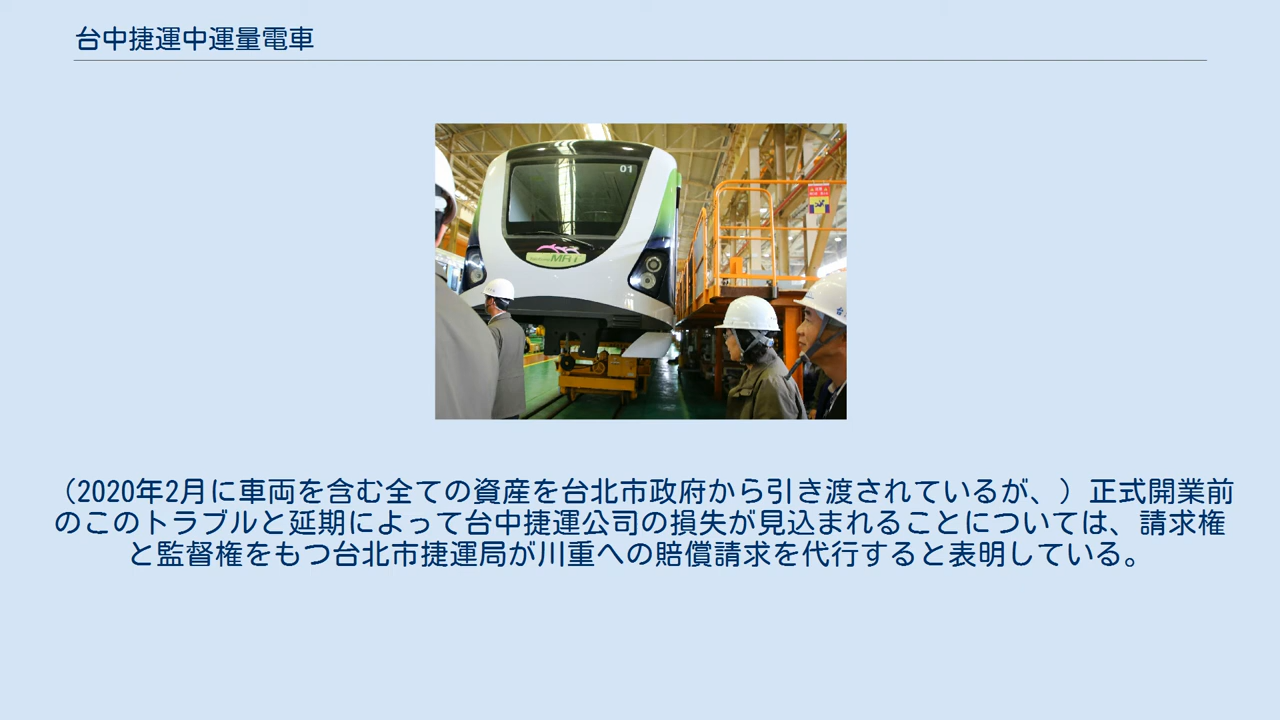 台中捷運中運量電車
01
MRT
（2020年2月に車両を含む全ての資産を台北市政府から引き渡されているが、）正式開業前
のこのトラブルと延期によって台中捷運公司の損失が見込まれることについては、請求権
と監督権をもつ台北市捷運局が川重への賠償請求を代行すると表明している。